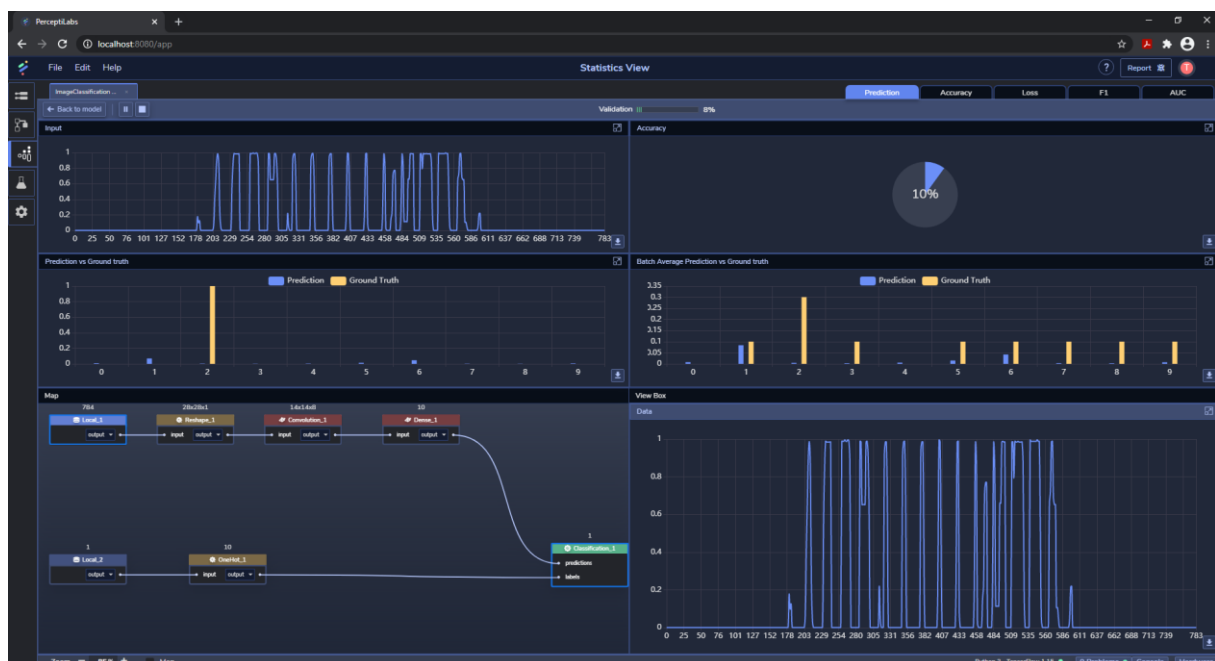 PerceptiLabs
localhost:8080/app
File Edit Help
Statistics View
? Report
T
ImageClassification ...
Prediction Accuracy Loss F1 AUC
Back to model
Validation 8%
Input
1
0.8
0.6
0.4
0.2
0
0 25 50 76 101 127 152 178 203 229 254 280 305 331 356 382 407 433 458 484 509 535 560 586 611 637 662 688 713 739 783
Accuracy
10%
Prediction vs Ground truth
Prediction Ground Truth
1
0.8
0.6
0.4
0.2
0
0 1 2 3 4 5 6 7 8 9
Batch Average Prediction vs Ground truth
Prediction Ground Truth
0.3
0.2
0.1
0
0 1 2 3 4 5 6 7 8 9
Map
784 28x28x1 14x14x8 10
Local_1 Reshape_1 Convolution_1 Dense_1
output input output input output input output
1 10 1
Local_2 OneHot_1 Classification_1
output input output predictions
labels
View Box
Data
1
0.8
0.6
0.4
0.2
0
0 25 50 76 101 127 152 178 203 229 254 280 305 331 356 382 407 433 458 484 509 535 560 586 611 637 662 688 713 739 783